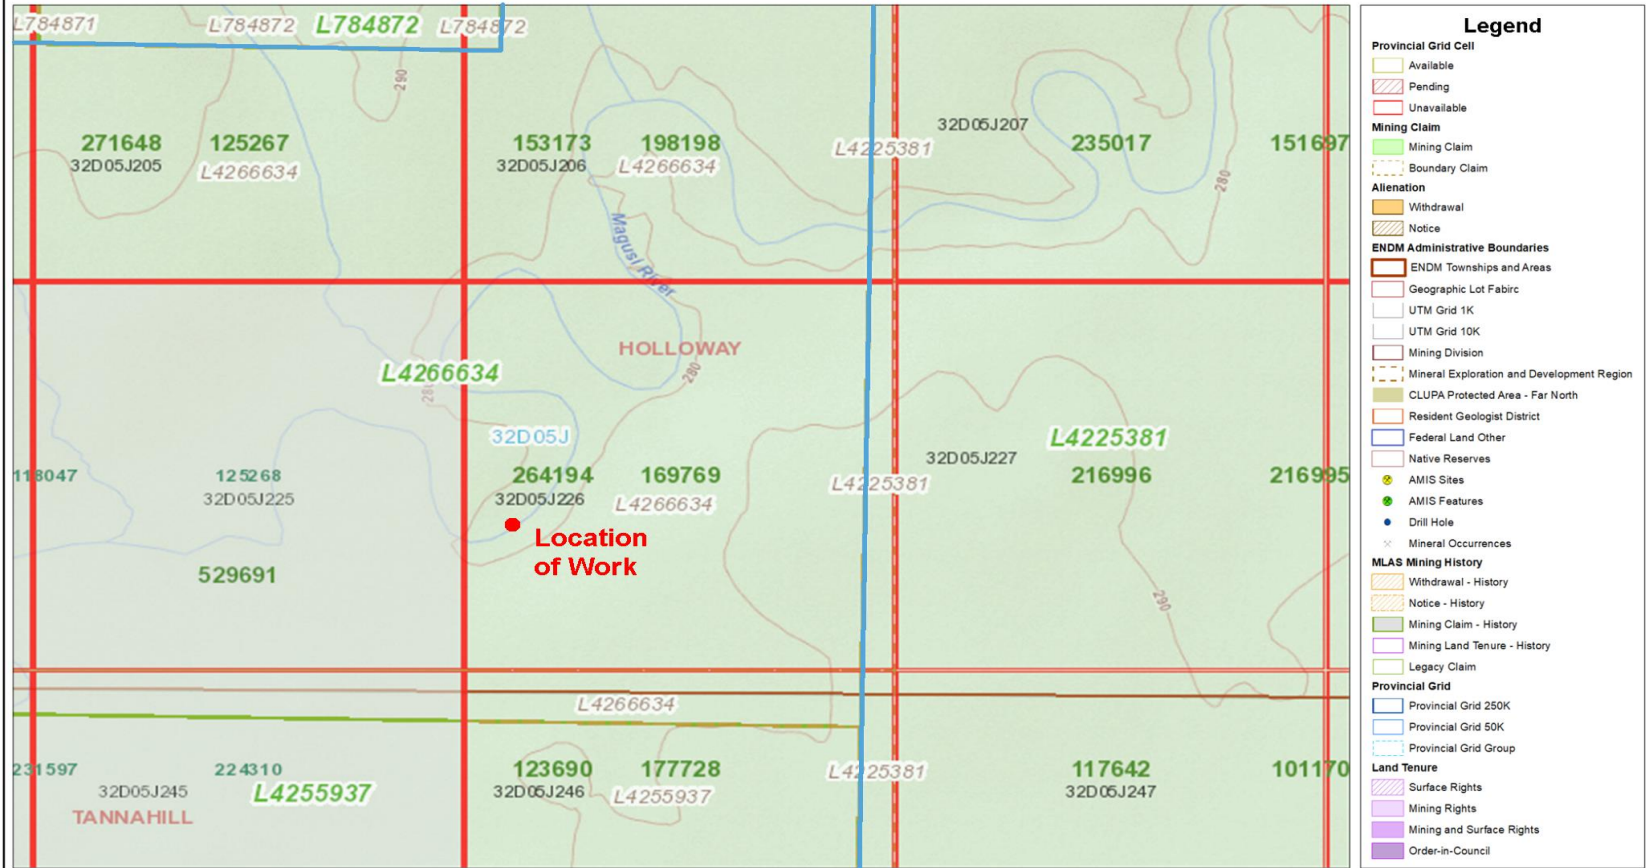 L784871
L784872
L784872
L784872
290
271648
125267
32D05J205
L4266634
153173
198198
32D05J206
L4266634
L4225381
32D05J207
235017
151697
280
Magusi River
HOLLOWAY
L4266634
280
280
32D05J
L4225381
118047
125268
32D05J225
264194
169769
32D05J226
L4266634
L4225381
32D05J227
216996
216995
Location
of Work
529691
290
L4266634
231597
224310
32D05J245
L4255937
TANNAHILL
123690
177728
32D05J246
L4255937
L4225381
117642
32D05J247
101170
Legend
Provincial Grid Cell
Available
Pending
Unavailable
Mining Claim
Mining Claim
Boundary Claim
Alienation
Withdrawal
Notice
ENDM Administrative Boundaries
ENDM Townships and Areas
Geographic Lot Fabirc
UTM Grid 1K
UTM Grid 10K
Mining Division
Mineral Exploration and Development Region
CLUPA Protected Area - Far North
Resident Geologist District
Federal Land Other
Native Reserves
AMIS Sites
AMIS Features
Drill Hole
Mineral Occurrences
MLAS Mining History
Withdrawal - History
Notice - History
Mining Claim - History
Mining Land Tenure - History
Legacy Claim
Provincial Grid
Provincial Grid 250K
Provincial Grid 50K
Provincial Grid Group
Land Tenure
Surface Rights
Mining Rights
Mining and Surface Rights
Order-in-Council